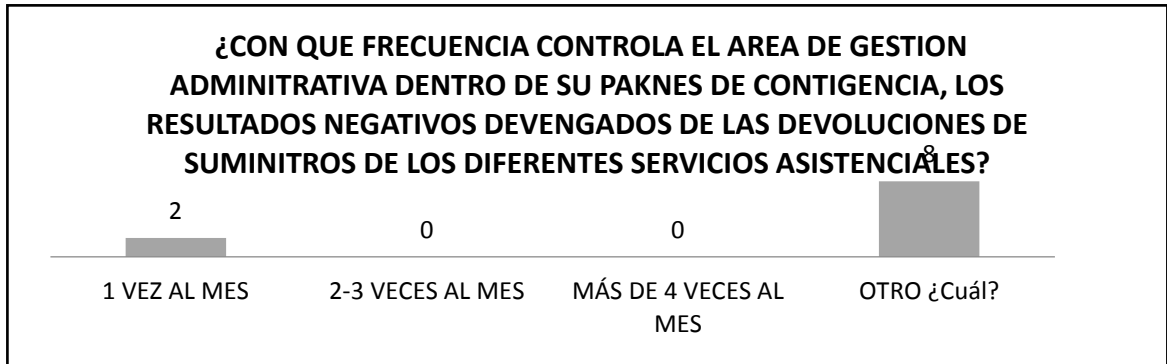 ¿CON QUE FRECUENCIA CONTROLA EL AREA DE GESTION
ADMINITRATIVA DENTRO DE SU PAKNES DE CONTIGENCIA, LOS
RESULTADOS NEGATIVOS DEVENGADOS DE LAS DEVOLUCIONES DE
SUMINITROS DE LOS DIFERENTES SERVICIOS ASISTENCIALES?
8
2
0
0
1 VEZ AL MES
2-3 VECES AL MES
MÁS DE 4 VECES AL
MES
OTRO ¿Cuál?